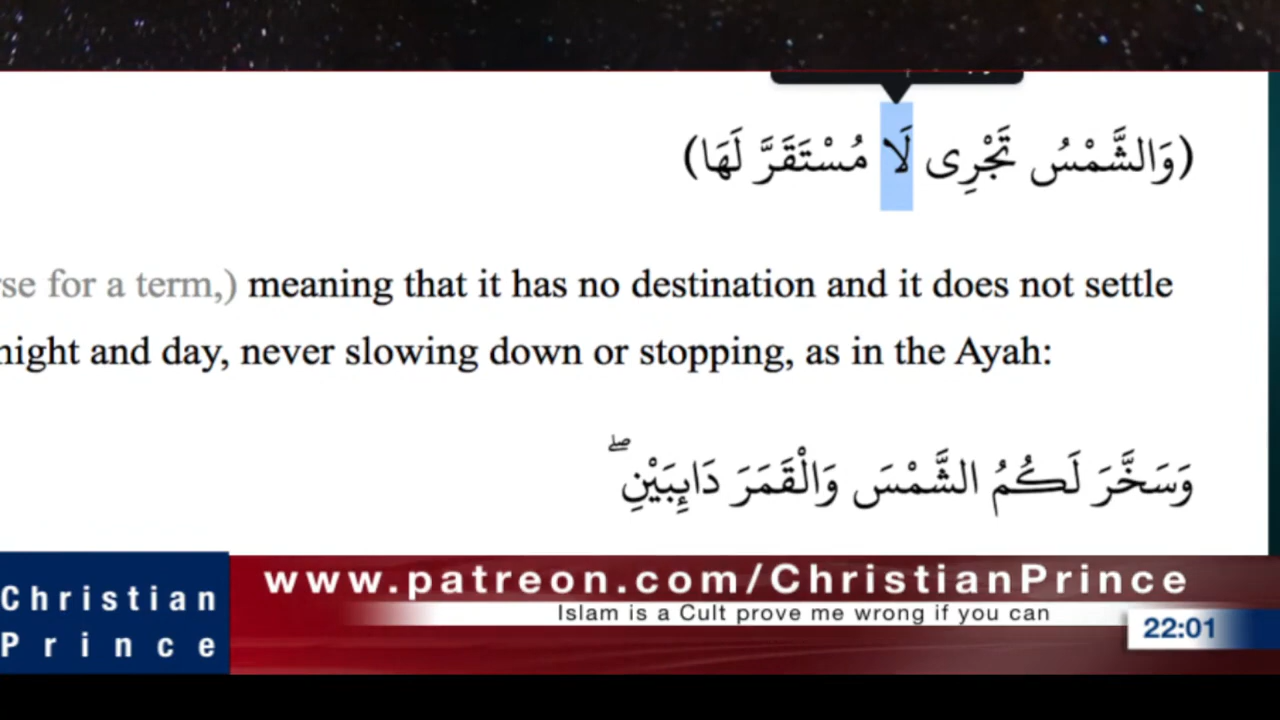 (وَالشَّمْسُ تَجْرِى لَا مُسْتَقَرَّ لَهَا)
for a term,) meaning that it has no destination and it does not settle
night and day, never slowing down or stopping, as in the Ayah:
وَسَخَّرَ لَكُمُ الشَّمْسَ وَالْقَمَرَ دَايِبَيْنِ ۖ
www.patreon.com/ChristianPrince
Islam is a Cult prove me wrong if you can
Christian
Prince
22:01